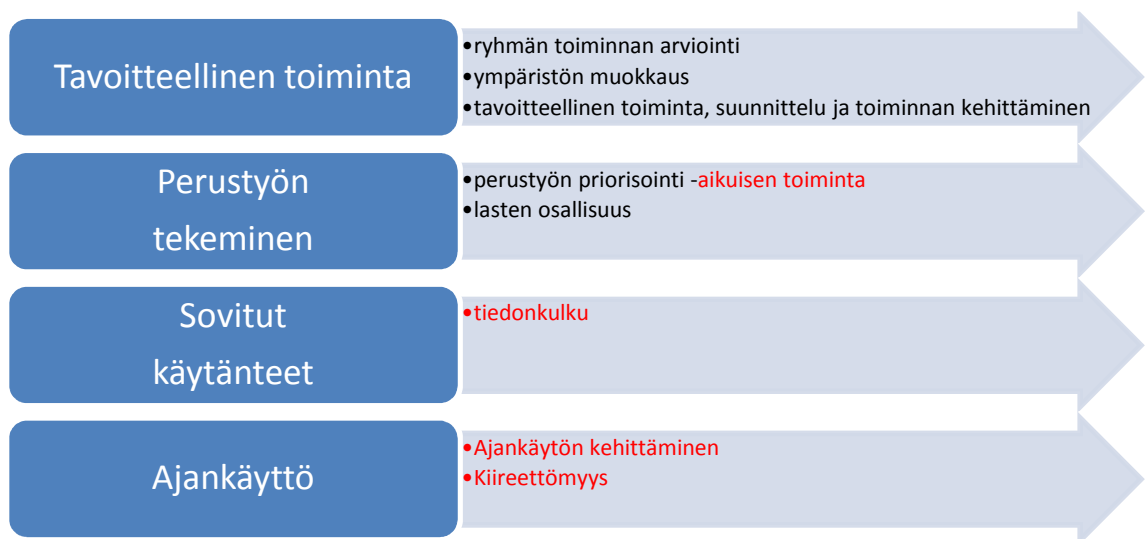 Tavoitteellinen toiminta
•ryhmän toiminnan arviointi
•ympäristön muokkaus
•tavoitteellinen toiminta, suunnittelu ja toiminnan kehittäminen
Perustyön
tekeminen
•perustyön priorisointi -aikuisen toiminta
•lasten osallisuus
Sovitut
käytänteet
•tiedonkulku
Ajankäyttö
•Ajankäytön kehittäminen
•Kiireettömyys